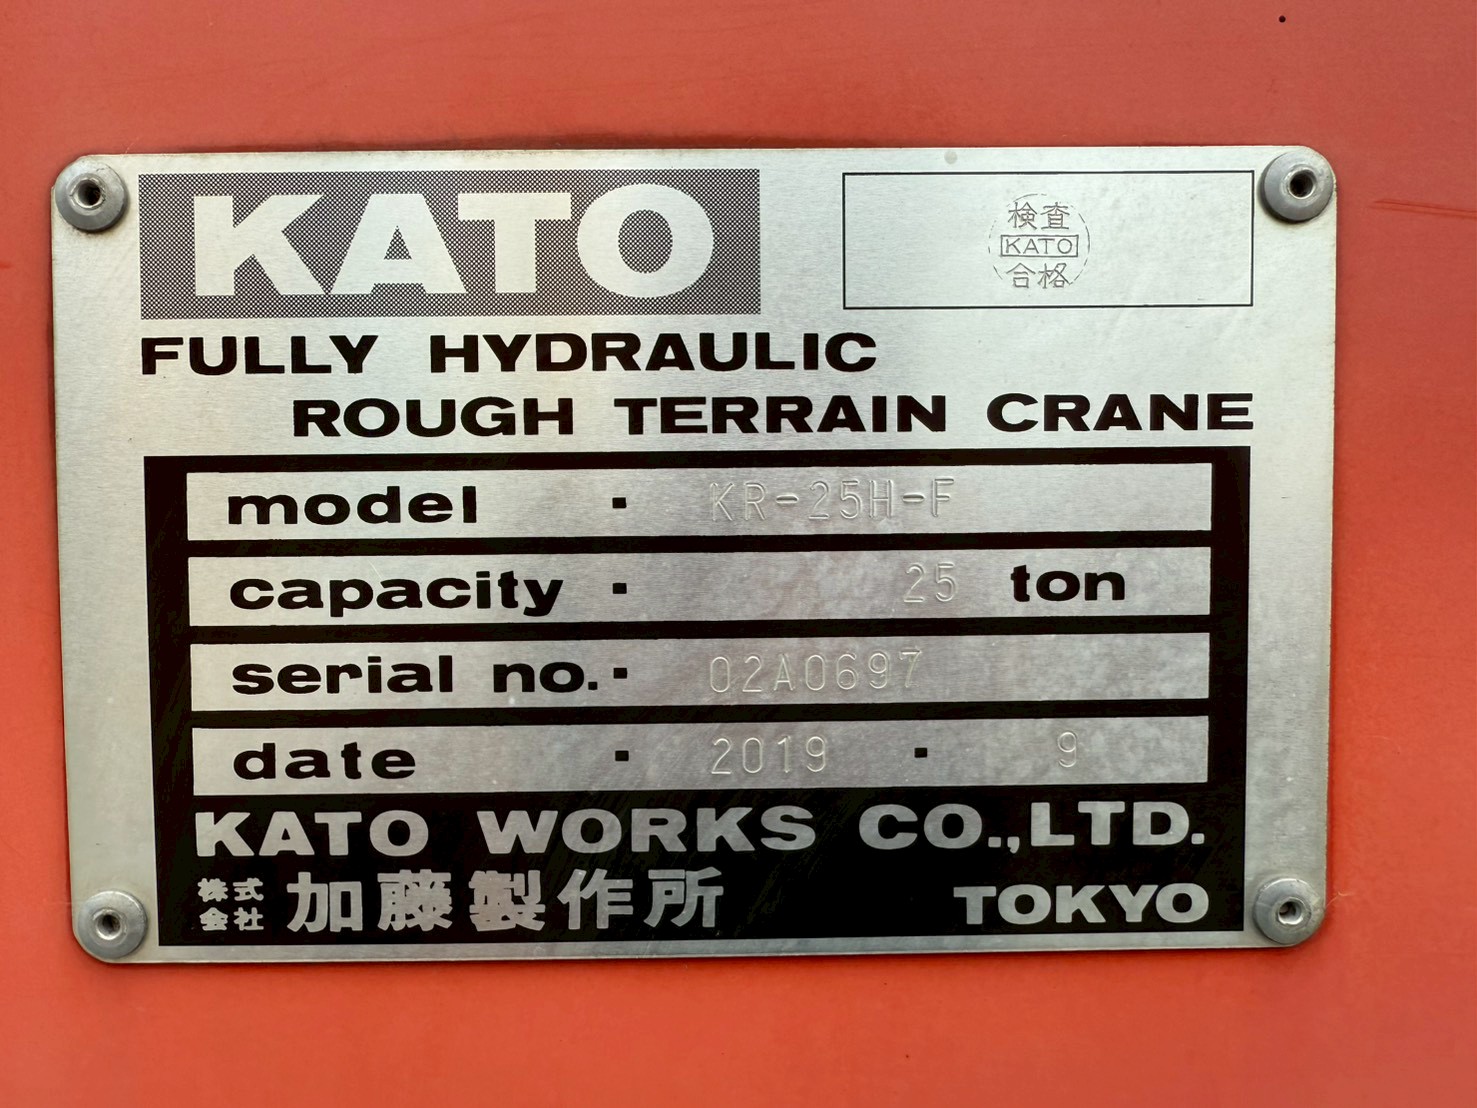 KATO
検査
KATO
合格
FULLY HYDRAULIC
ROUGH TERRAIN CRANE
model · KR-25H-F
capacity · 25 ton
serial no. · 02A0697
date · 2019 · 9
KATO WORKS CO.,LTD.
株式会社 加藤製作所 TOKYO